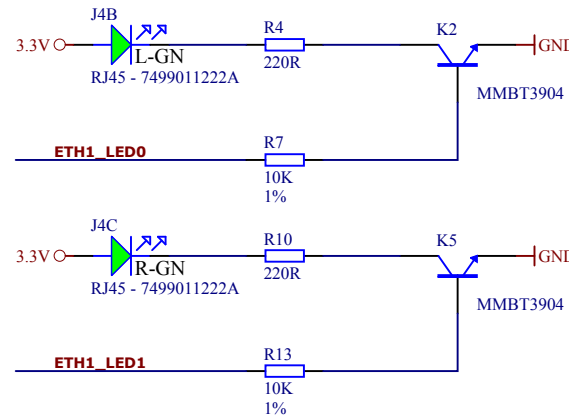 J4B
R4
K2
3.3V
GND
L-GN
220R
RJ45 - 7499011222A
MMBT3904
R7
ETH1_LED0
10K
1%
J4C
R10
K5
3.3V
GND
R-GN
220R
RJ45 - 7499011222A
MMBT3904
R13
ETH1_LED1
10K
1%